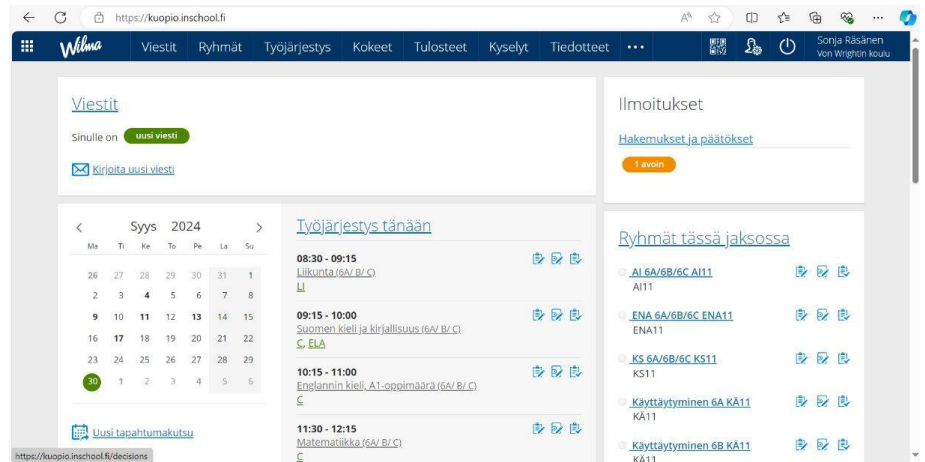 https://kuopio.inschool.fi
Wilma Viestit Ryhmät Työjärjestys Kokeet Tulosteet Kyselyt Tiedotteet ••• Sonja Räsänen
Von Wrightin koulu
Viestit
Sinulle on uusi viesti
Kirjoita uusi viesti
Ilmoitukset
Hakemukset ja päätökset
1 avoin
< Syys 2024 >
Ma Ti Ke To Pe La Su
26 27 28 29 30 31 1
2 3 4 5 6 7 8
9 10 11 12 13 14 15
16 17 18 19 20 21 22
23 24 25 26 27 28 29
30 1 2 3 4 5 6
Uusi tapahtumakutsu
Työjärjestys tänään
08:30 - 09:15
Liikunta (6A/ B/ C)
LI
09:15 - 10:00
Suomen kieli ja kirjallisuus (6A/ B/ C)
C, ELA
10:15 - 11:00
Englannin kieli, A1-oppimäärä (6A/ B/ C)
C
11:30 - 12:15
Matematiikka (6A/ B/ C)
C
Ryhmät tässä jaksossa
AI 6A/6B/6C AI11
AI11
ENA 6A/6B/6C ENA11
ENA11
KS 6A/6B/6C KS11
KS11
Käyttäytyminen 6A KÄ11
KÄ11
Käyttäytyminen 6B KÄ11
KÄ11
https://kuopio.inschool.fi/decisions